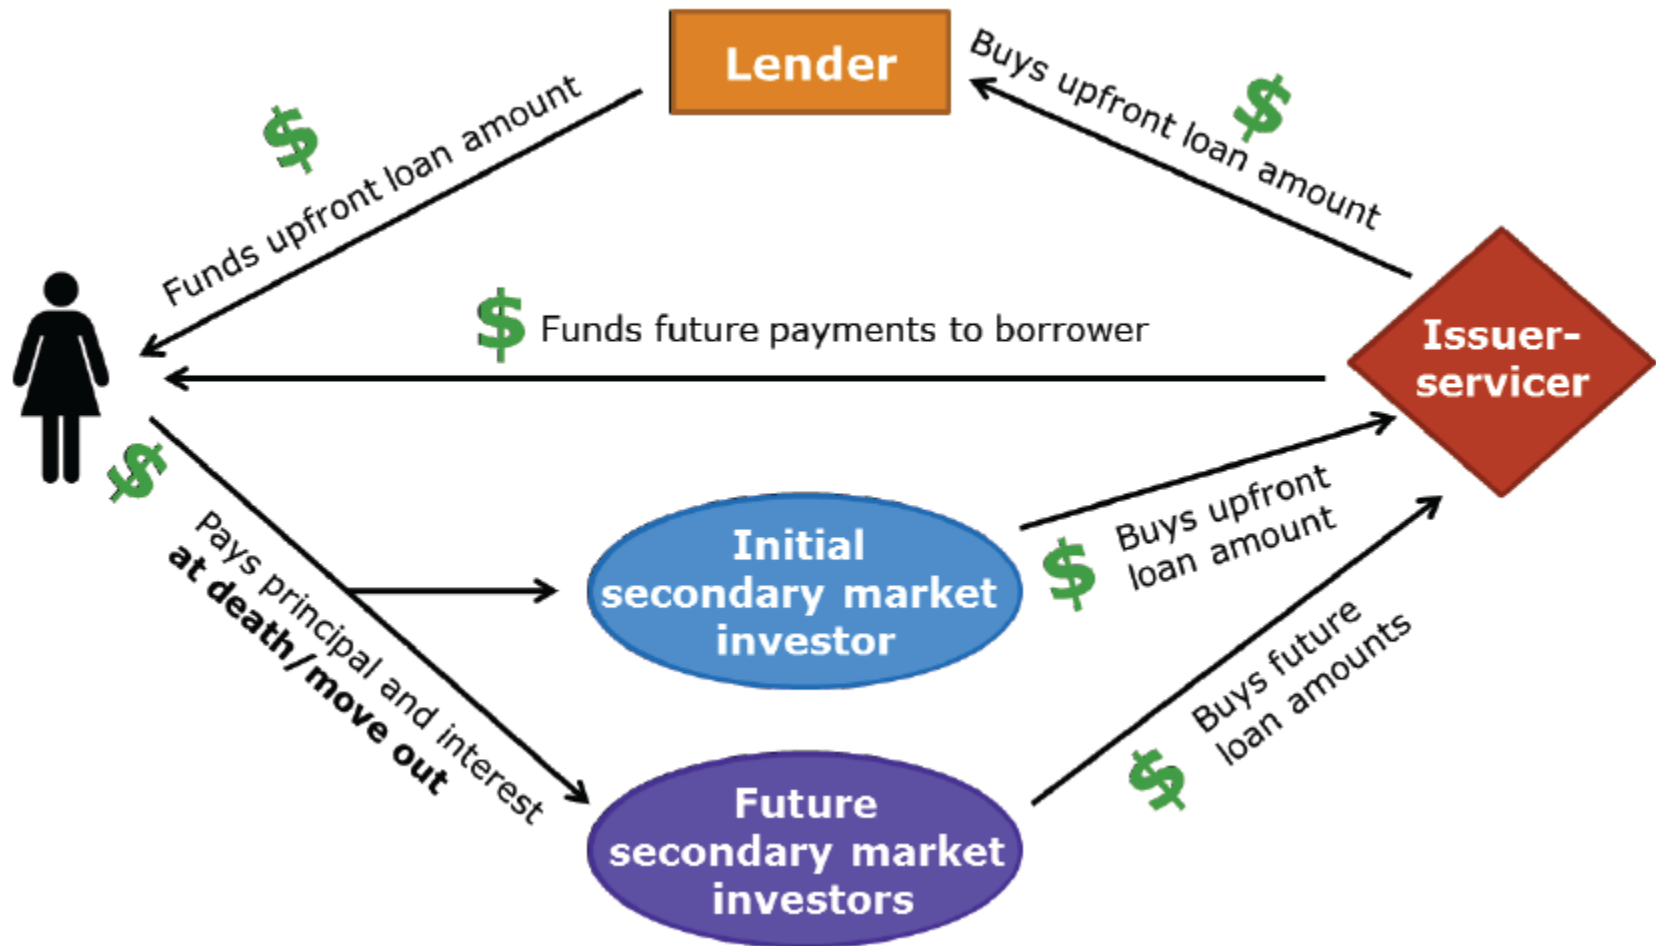 Lender
Buys upfront loan amount
$
$
Funds upfront loan amount
$ Funds future payments to borrower
Issuer-
servicer
$
Pays principal and interest
at death/move out
Initial
secondary market
investor
$
Buys upfront
loan amount
Future
secondary market
investors
$
Buys future
loan amounts